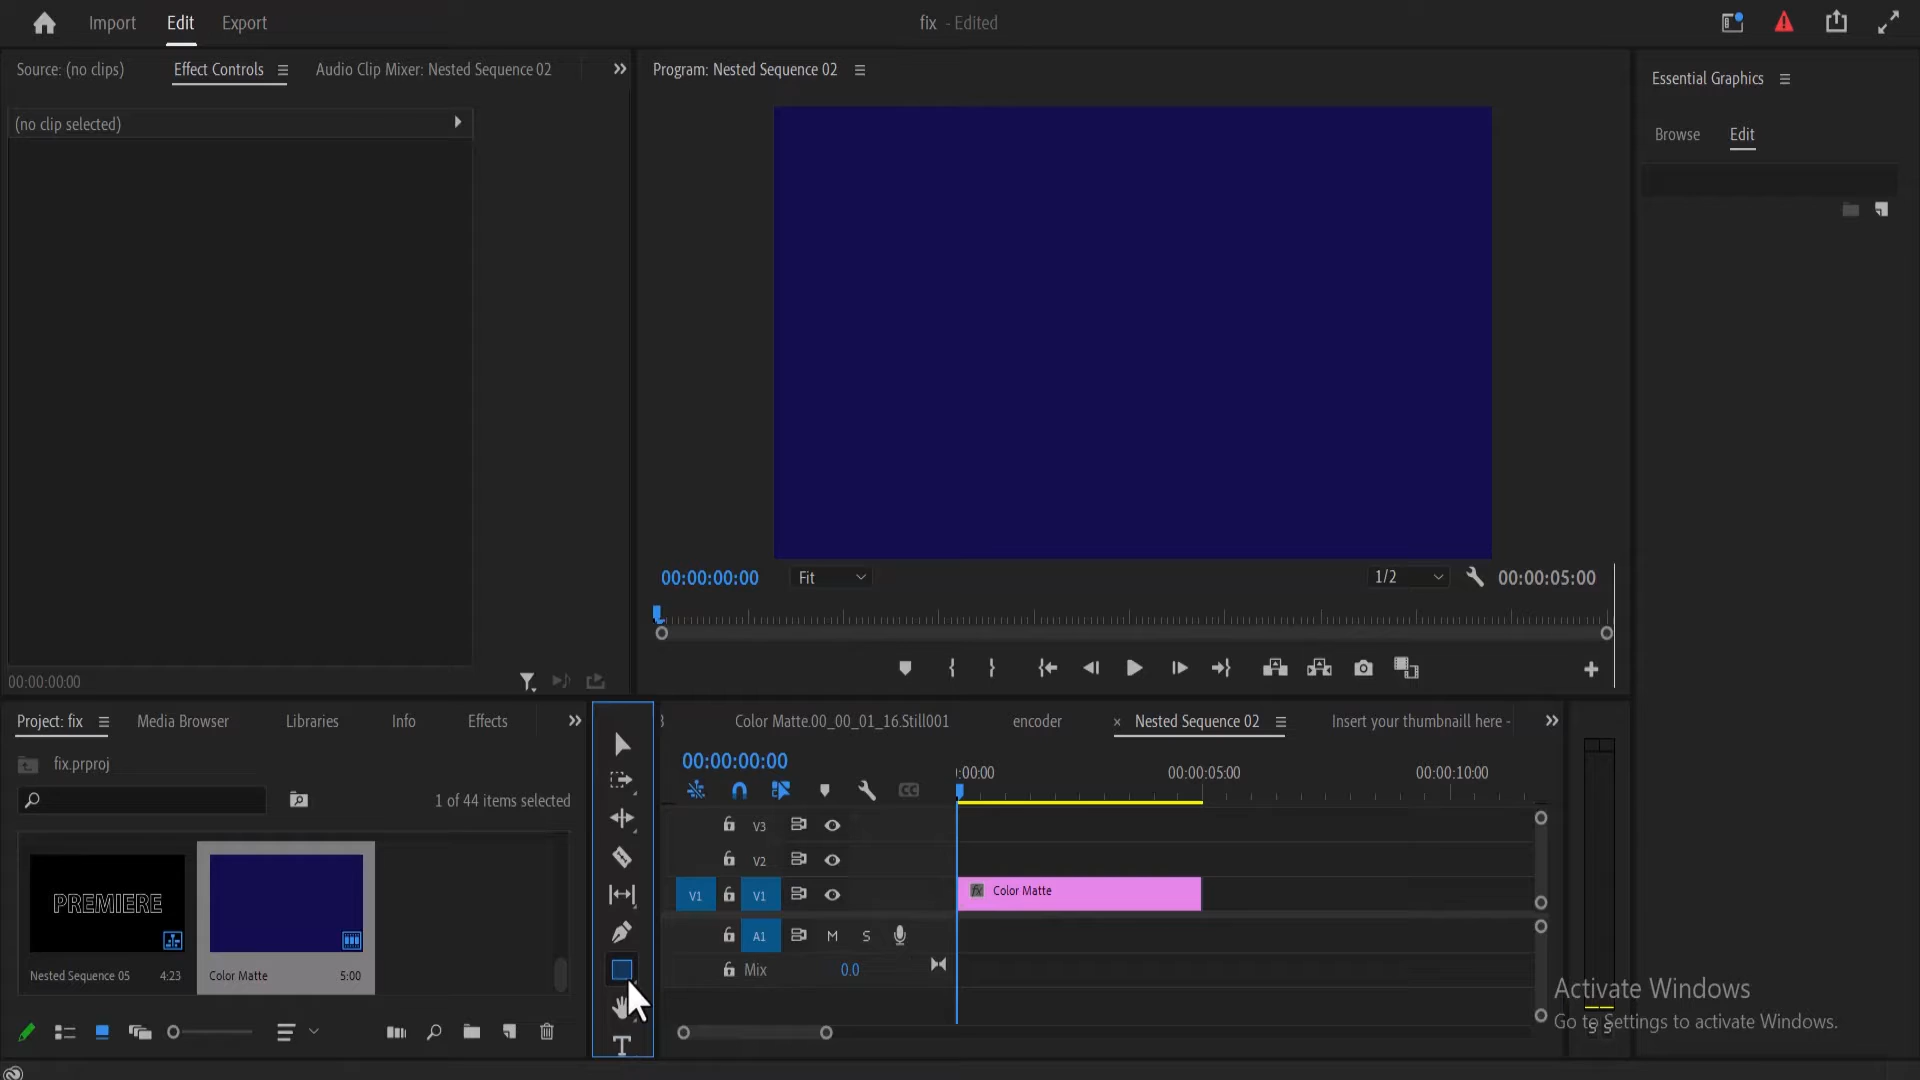 Import
Edit
Export
fix - Edited
Source: (no clips)
Effect Controls
Audio Clip Mixer: Nested Sequence 02
Program: Nested Sequence 02
Essential Graphics
Browse
Edit
(no clip selected)
00:00:00:00
Fit
1/2
00:00:05:00
00:00:00:00
Project: fix
Media Browser
Libraries
Info
Effects
Color Matte.00_00_01_16.Still001
encoder
× Nested Sequence 02
Insert your thumbnaill here -
fix.prproj
1 of 44 items selected
00:00:00:00
:00:00
00:00:05:00
00:00:10:00
CC
V3
V2
V1
V1
Color Matte
A1
M
S
Mix
0.0
PREMIERE
Nested Sequence 05
4:23
Color Matte
5:00
T
Activate Windows
Go to Settings to activate Windows.
S S